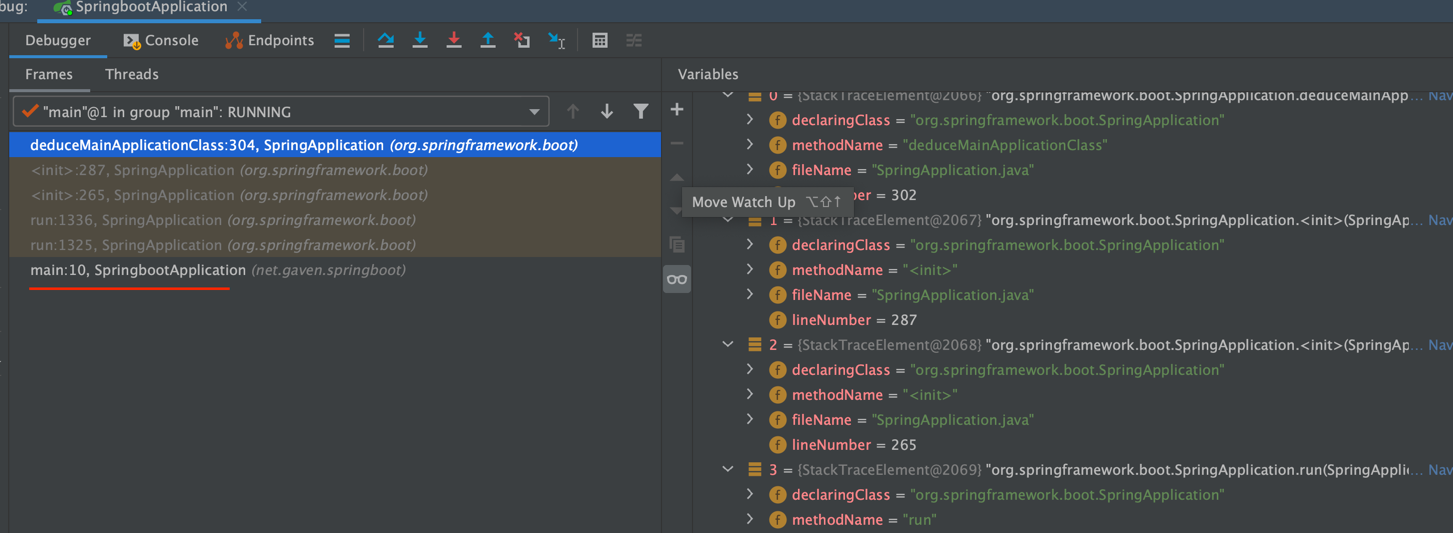 bug: SpringbootApplication
Debugger Console Endpoints
Frames Threads
"main"@1 in group "main": RUNNING
deduceMainApplicationClass:304, SpringApplication (org.springframework.boot)
<init>:287, SpringApplication (org.springframework.boot)
<init>:265, SpringApplication (org.springframework.boot)
run:1336, SpringApplication (org.springframework.boot)
run:1325, SpringApplication (org.springframework.boot)
main:10, SpringbootApplication (net.gaven.springboot)
Variables
0 = {StackTraceElement@2066} "org.springframework.boot.SpringApplication.deduceMainApp... Nav
declaringClass = "org.springframework.boot.SpringApplication"
methodName = "deduceMainApplicationClass"
fileName = "SpringApplication.java"
er = 302
Move Watch Up ⌥⇧↑
1 = {StackTraceElement@2067} "org.springframework.boot.SpringApplication.<init>(SpringAp... Nav
declaringClass = "org.springframework.boot.SpringApplication"
methodName = "<init>"
fileName = "SpringApplication.java"
lineNumber = 287
2 = {StackTraceElement@2068} "org.springframework.boot.SpringApplication.<init>(SpringAp... Nav
declaringClass = "org.springframework.boot.SpringApplication"
methodName = "<init>"
fileName = "SpringApplication.java"
lineNumber = 265
3 = {StackTraceElement@2069} "org.springframework.boot.SpringApplication.run(SpringApplic... Nav
declaringClass = "org.springframework.boot.SpringApplication"
methodName = "run"